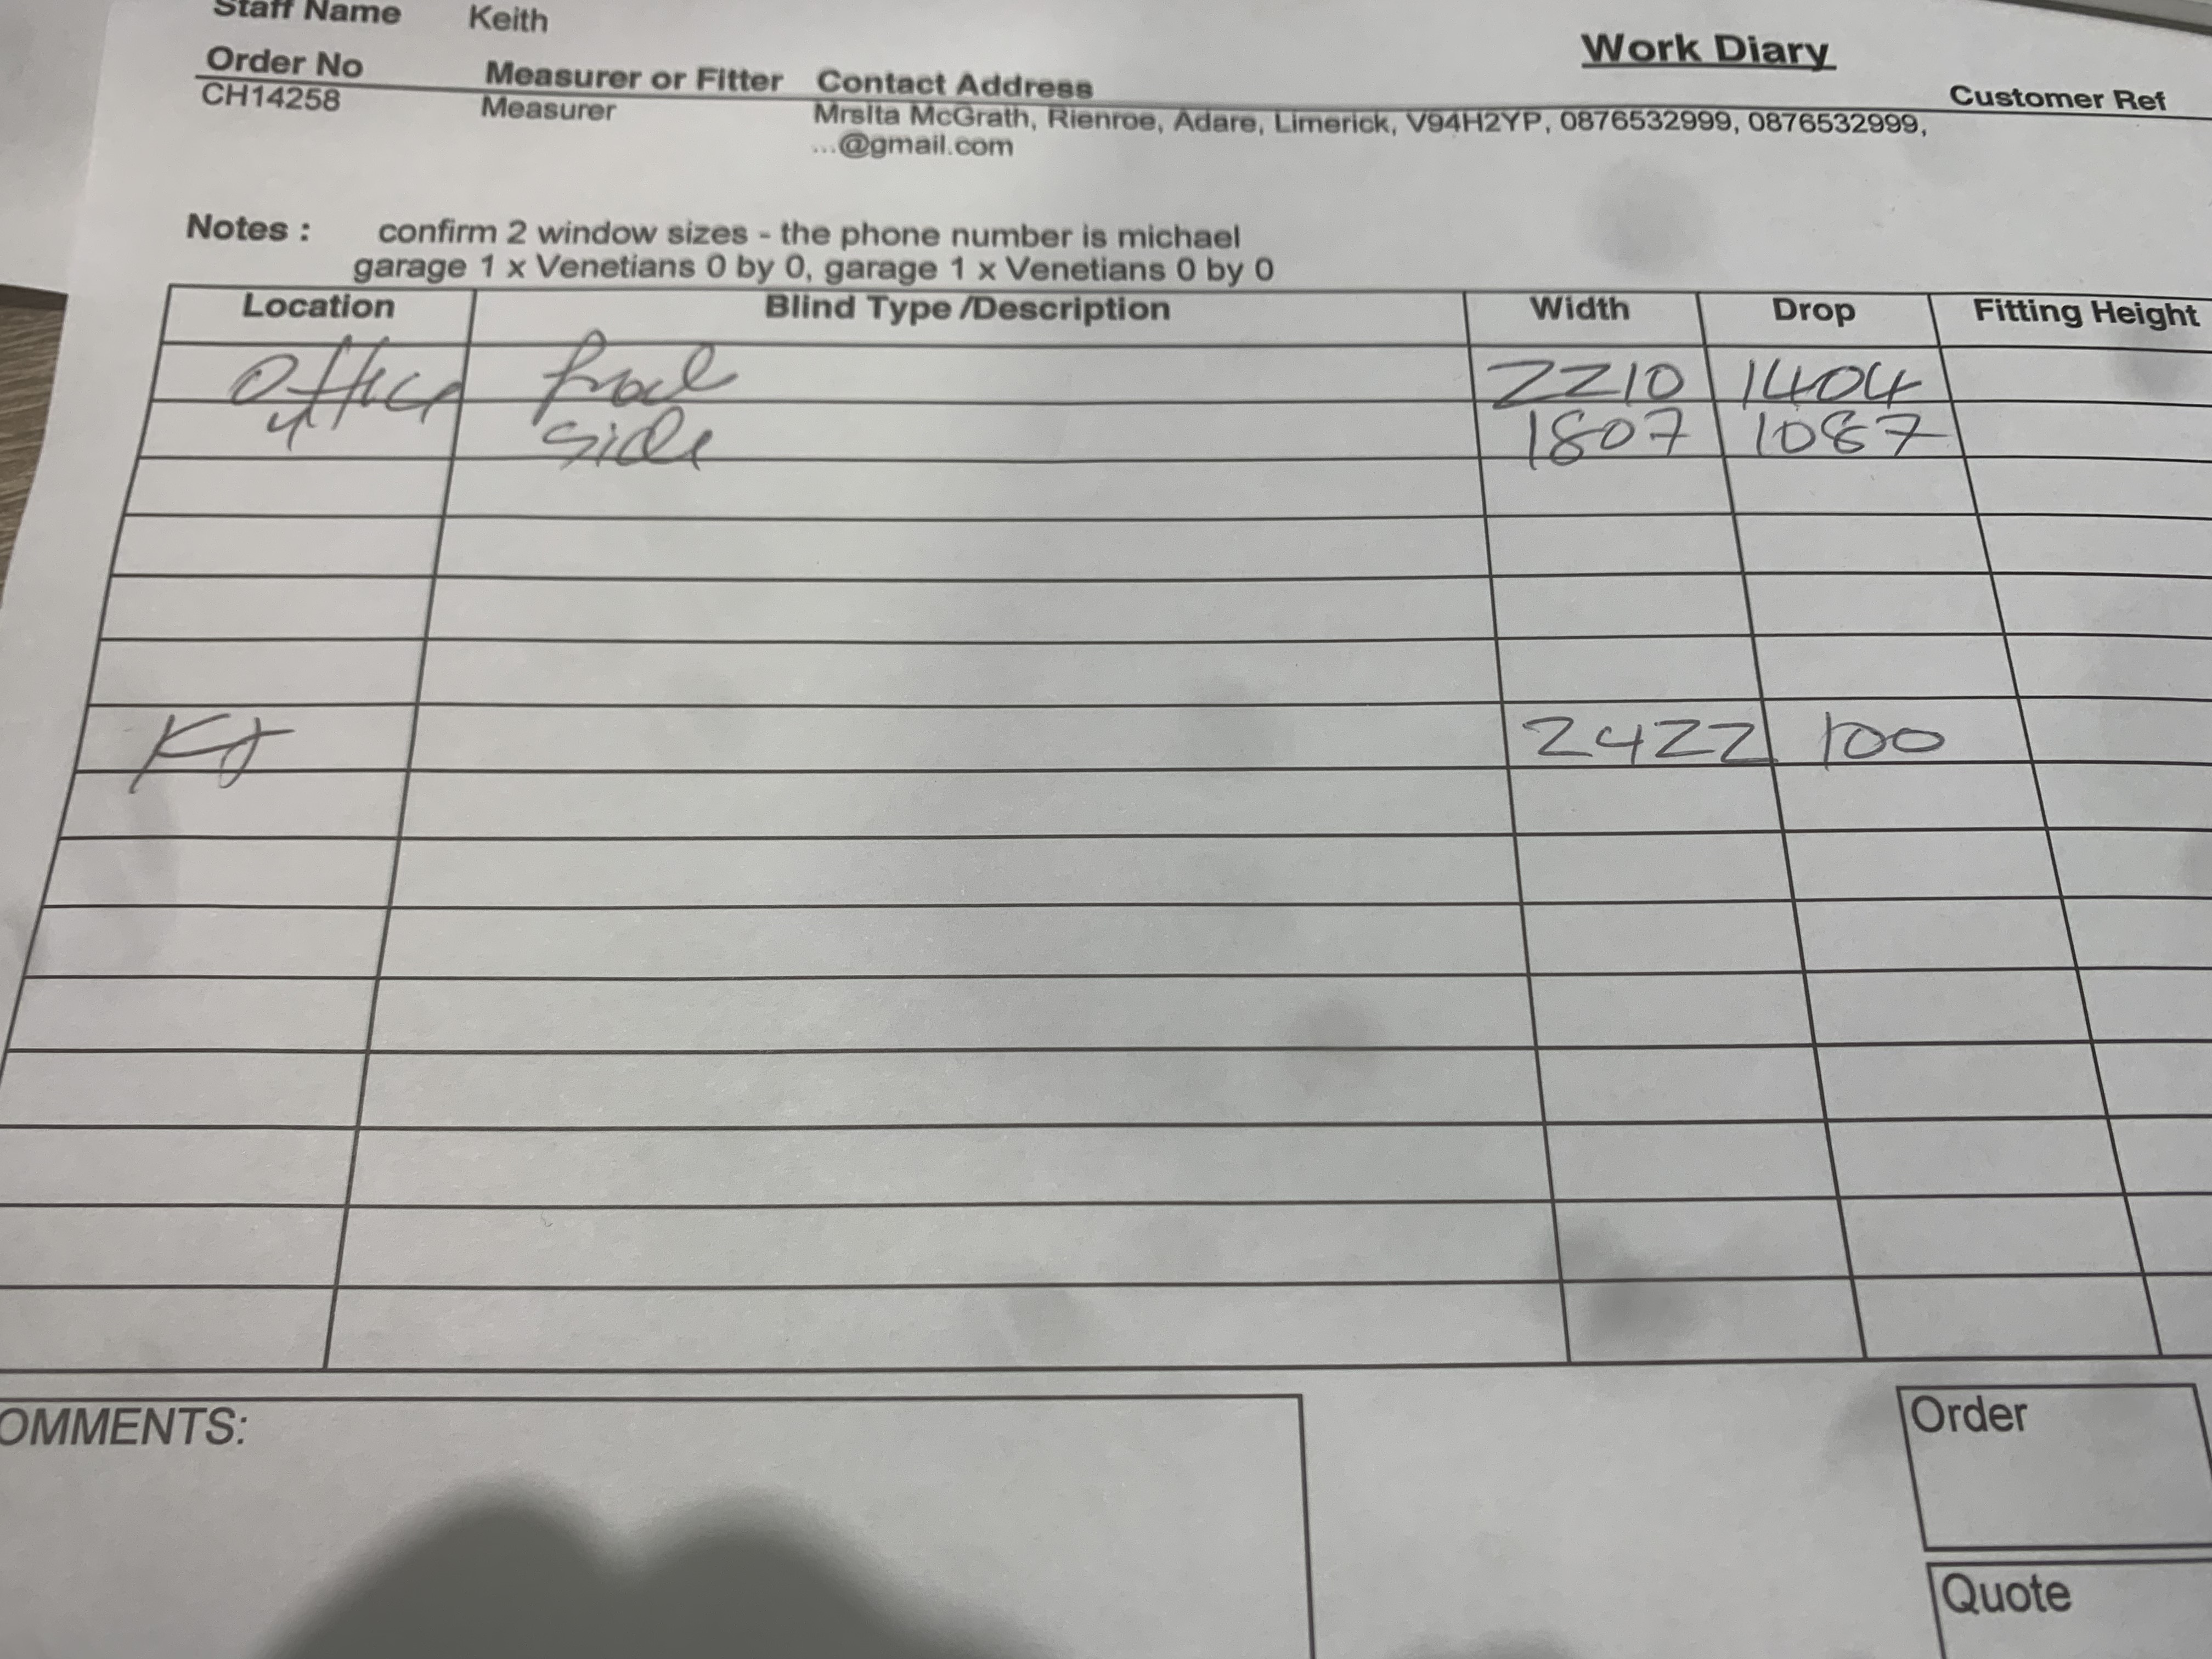 Staff Name Keith
Work Diary
Order No Measurer or Fitter Contact Address Customer Ref
CH14258 Measurer MrsIta McGrath, Rienroe, Adare, Limerick, V94H2YP, 0876532999, 0876532999,
...@gmail.com
Notes : confirm 2 window sizes - the phone number is michael
garage 1 x Venetians 0 by 0, garage 1 x Venetians 0 by 0
Location Blind Type /Description Width Drop Fitting Height
Office 2210 1404
side 1807 1087
2422 100
OMMENTS:
Order
Quote